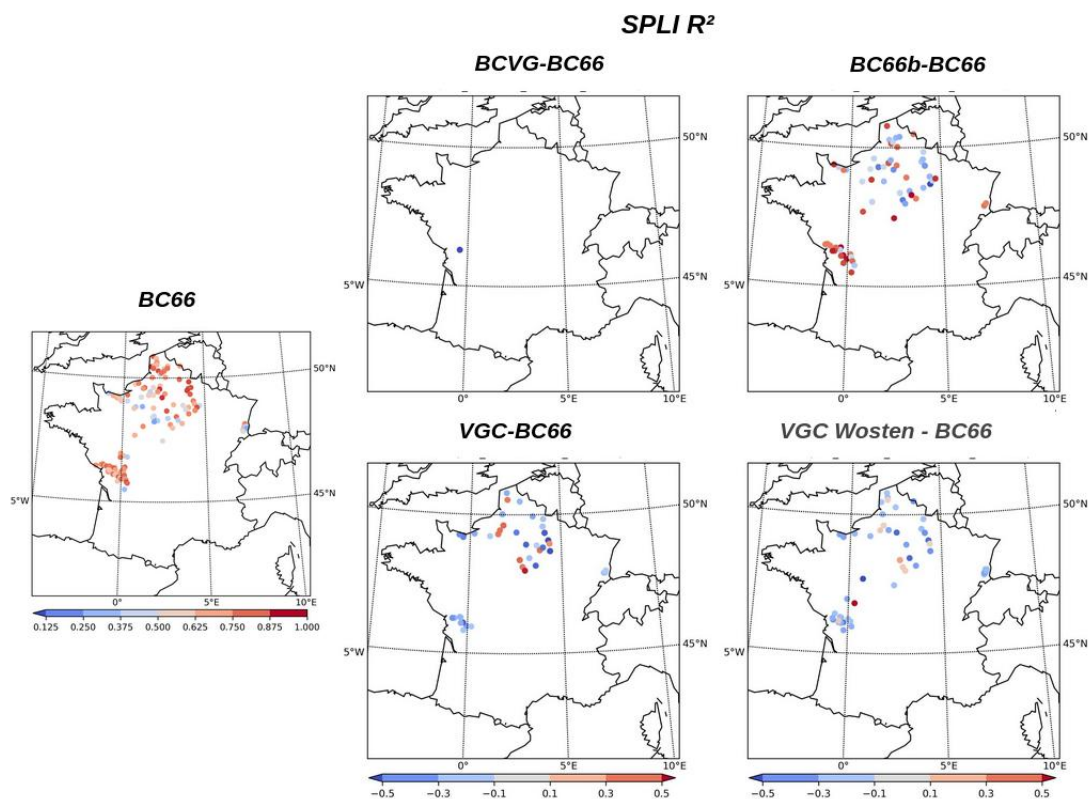 SPLI R²
BCVG-BC66
BC66b-BC66
50°N
50°N
5°W
45°N
5°W
45°N
0°
5°E
10°E
0°
5°E
10°E
BC66
50°N
5°W
45°N
0°
5°E
10°E
0.125 0.250 0.375 0.500 0.625 0.750 0.875 1.000
VGC-BC66
VGC Wosten - BC66
50°N
50°N
5°W
45°N
5°W
45°N
0°
5°E
10°E
0°
5°E
10°E
−0.5 −0.3 −0.1 0.1 0.3 0.5
−0.5 −0.3 −0.1 0.1 0.3 0.5